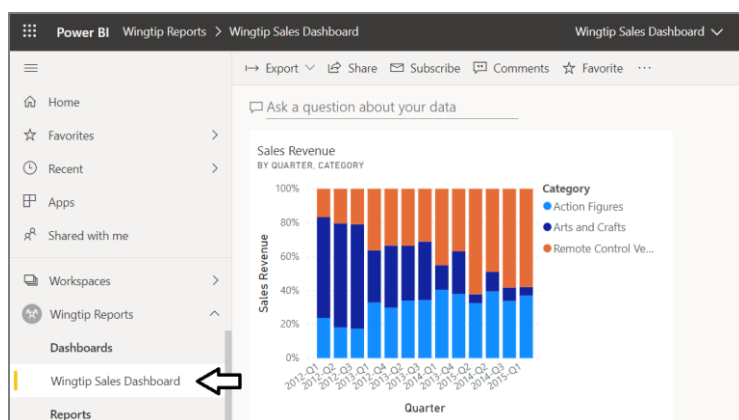 Power BI Wingtip Reports > Wingtip Sales Dashboard Wingtip Sales Dashboard
Export Share Subscribe Comments Favorite ...
Home
Favorites
Recent
Apps
Shared with me
Workspaces
Wingtip Reports
Dashboards
Wingtip Sales Dashboard
Reports
Ask a question about your data
Sales Revenue
BY QUARTER, CATEGORY
100%
80%
60%
40%
20%
0%
Sales Revenue
2012-Q1
2012-Q2
2012-Q3
2012-Q4
2013-Q1
2013-Q2
2013-Q3
2013-Q4
2014-Q1
2014-Q2
2014-Q3
2014-Q4
2015-Q1
Quarter
Category
Action Figures
Arts and Crafts
Remote Control Ve...